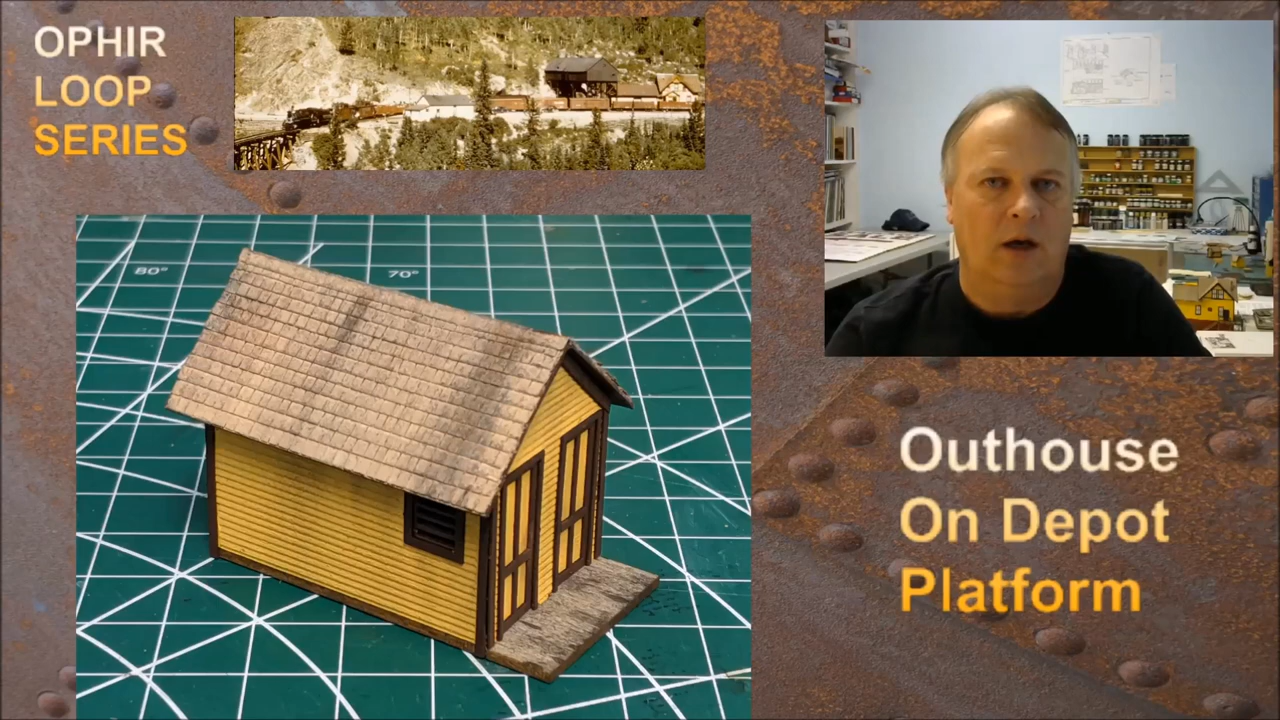 OPHIR
LOOP
SERIES
80°
70°
Outhouse
On Depot
Platform